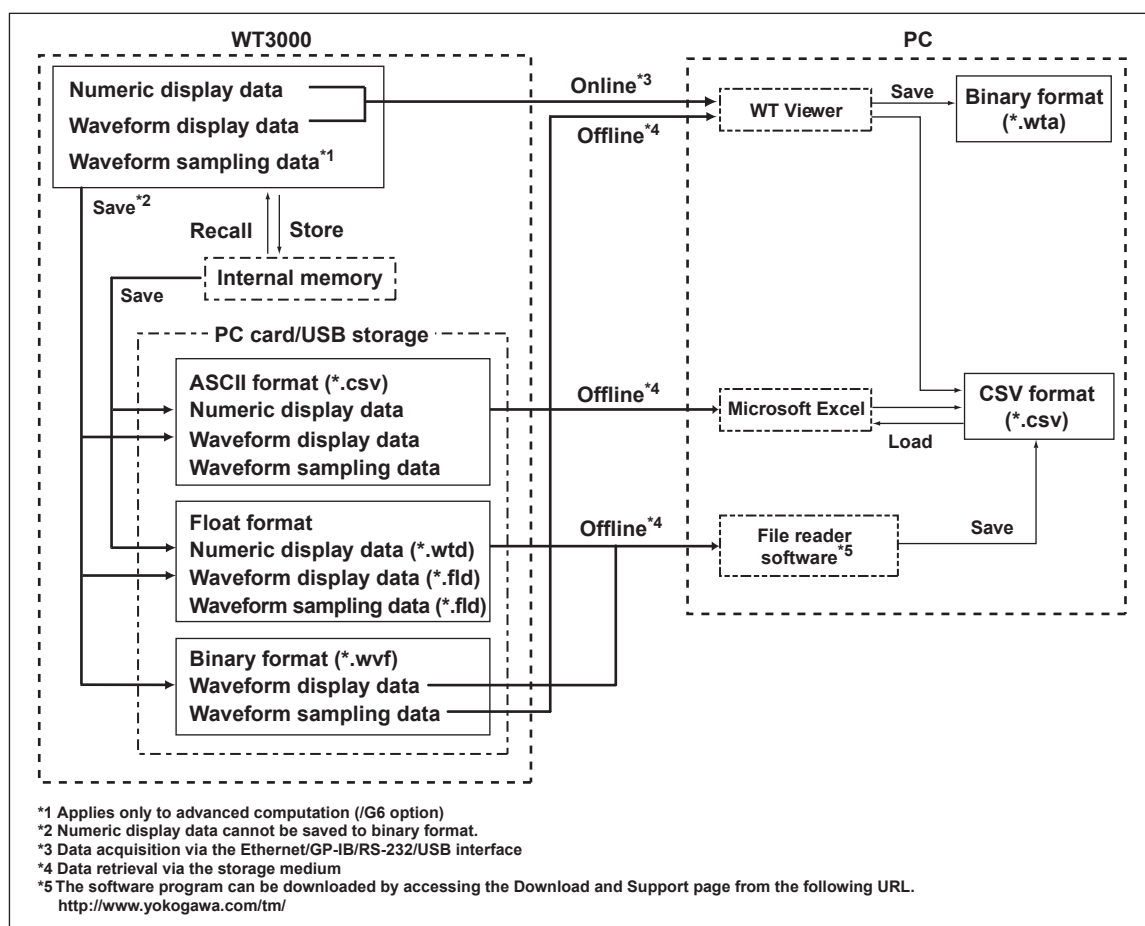 WT3000
PC
Numeric display data
Waveform display data
Waveform sampling data*1
Online*3
Offline*4
WT Viewer
Save
Binary format
(*.wta)
Save*2
Recall
Store
Internal memory
Save
PC card/USB storage
ASCII format (*.csv)
Numeric display data
Waveform display data
Waveform sampling data
Offline*4
Microsoft Excel
Load
CSV format
(*.csv)
Float format
Numeric display data (*.wtd)
Waveform display data (*.fld)
Waveform sampling data (*.fld)
Offline*4
File reader
software*5
Save
Binary format (*.wvf)
Waveform display data
Waveform sampling data
*1 Applies only to advanced computation (/G6 option)
*2 Numeric display data cannot be saved to binary format.
*3 Data acquisition via the Ethernet/GP-IB/RS-232/USB interface
*4 Data retrieval via the storage medium
*5 The software program can be downloaded by accessing the Download and Support page from the following URL.
http://www.yokogawa.com/tm/